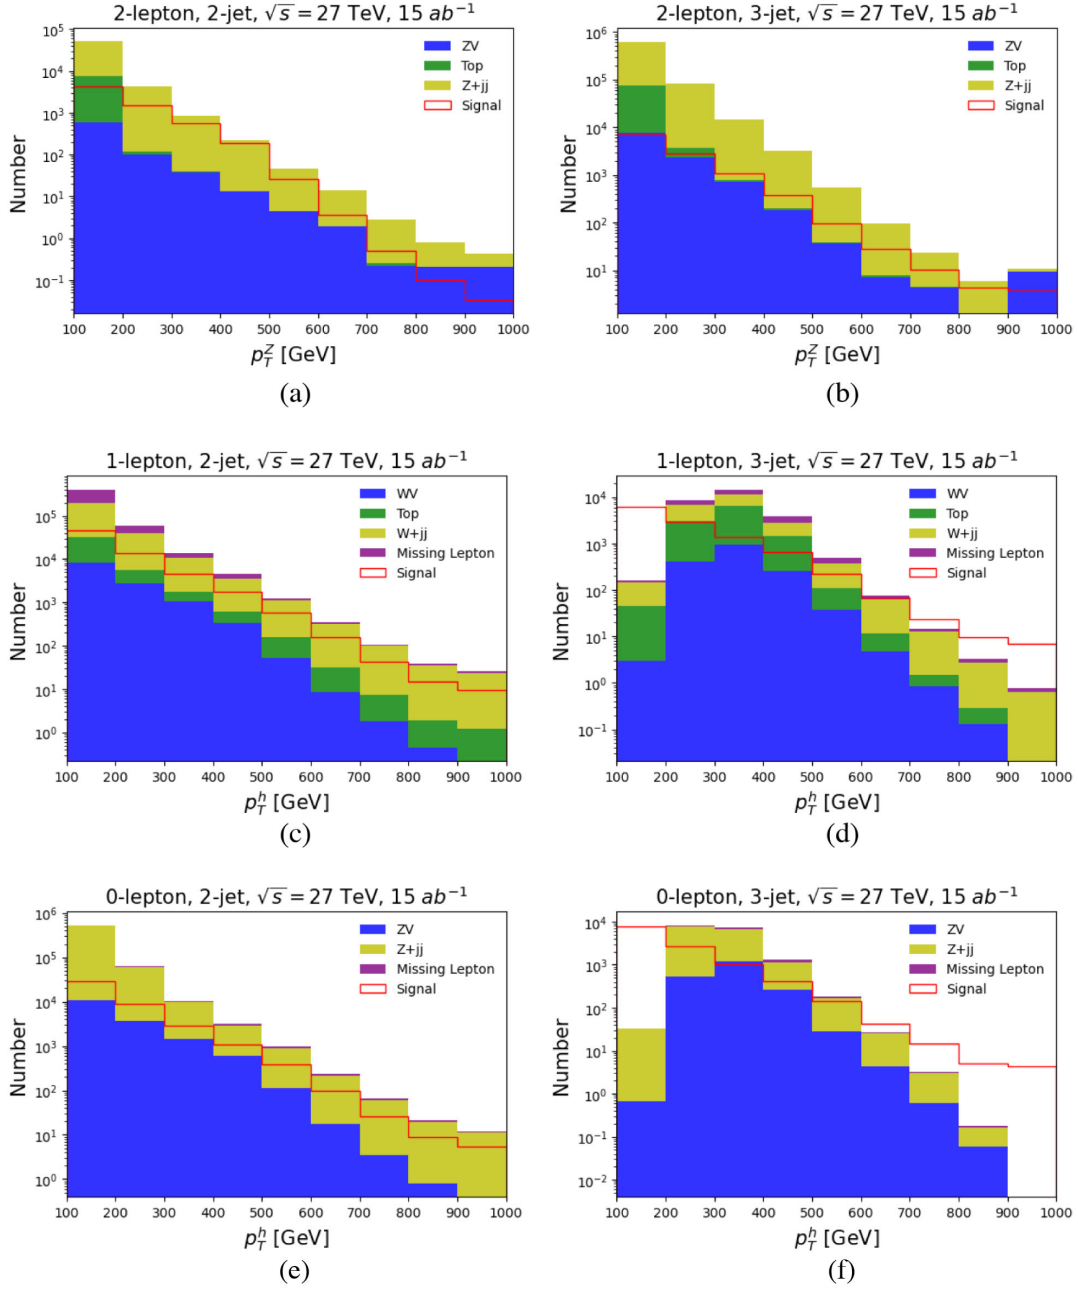 2-lepton, 2-jet, √s = 27 TeV, 15 ab⁻¹
10⁵
10⁴
10³
10²
10¹
10⁰
10⁻¹
Number
ZV
Top
Z+jj
Signal
100 200 300 400 500 600 700 800 900 1000
p_T^Z [GeV]
(a)
2-lepton, 3-jet, √s = 27 TeV, 15 ab⁻¹
10⁶
10⁵
10⁴
10³
10²
10¹
Number
ZV
Top
Z+jj
Signal
100 200 300 400 500 600 700 800 900 1000
p_T^Z [GeV]
(b)
1-lepton, 2-jet, √s = 27 TeV, 15 ab⁻¹
10⁵
10⁴
10³
10²
10¹
10⁰
Number
WV
Top
W+jj
Missing Lepton
Signal
100 200 300 400 500 600 700 800 900 1000
p_T^h [GeV]
(c)
1-lepton, 3-jet, √s = 27 TeV, 15 ab⁻¹
10⁴
10³
10²
10¹
10⁰
10⁻¹
Number
WV
Top
W+jj
Missing Lepton
Signal
100 200 300 400 500 600 700 800 900 1000
p_T^h [GeV]
(d)
0-lepton, 2-jet, √s = 27 TeV, 15 ab⁻¹
10⁶
10⁵
10⁴
10³
10²
10¹
10⁰
Number
ZV
Z+jj
Missing Lepton
Signal
100 200 300 400 500 600 700 800 900 1000
p_T^h [GeV]
(e)
0-lepton, 3-jet, √s = 27 TeV, 15 ab⁻¹
10⁴
10³
10²
10¹
10⁰
10⁻¹
10⁻²
Number
ZV
Z+jj
Missing Lepton
Signal
100 200 300 400 500 600 700 800 900 1000
p_T^h [GeV]
(f)